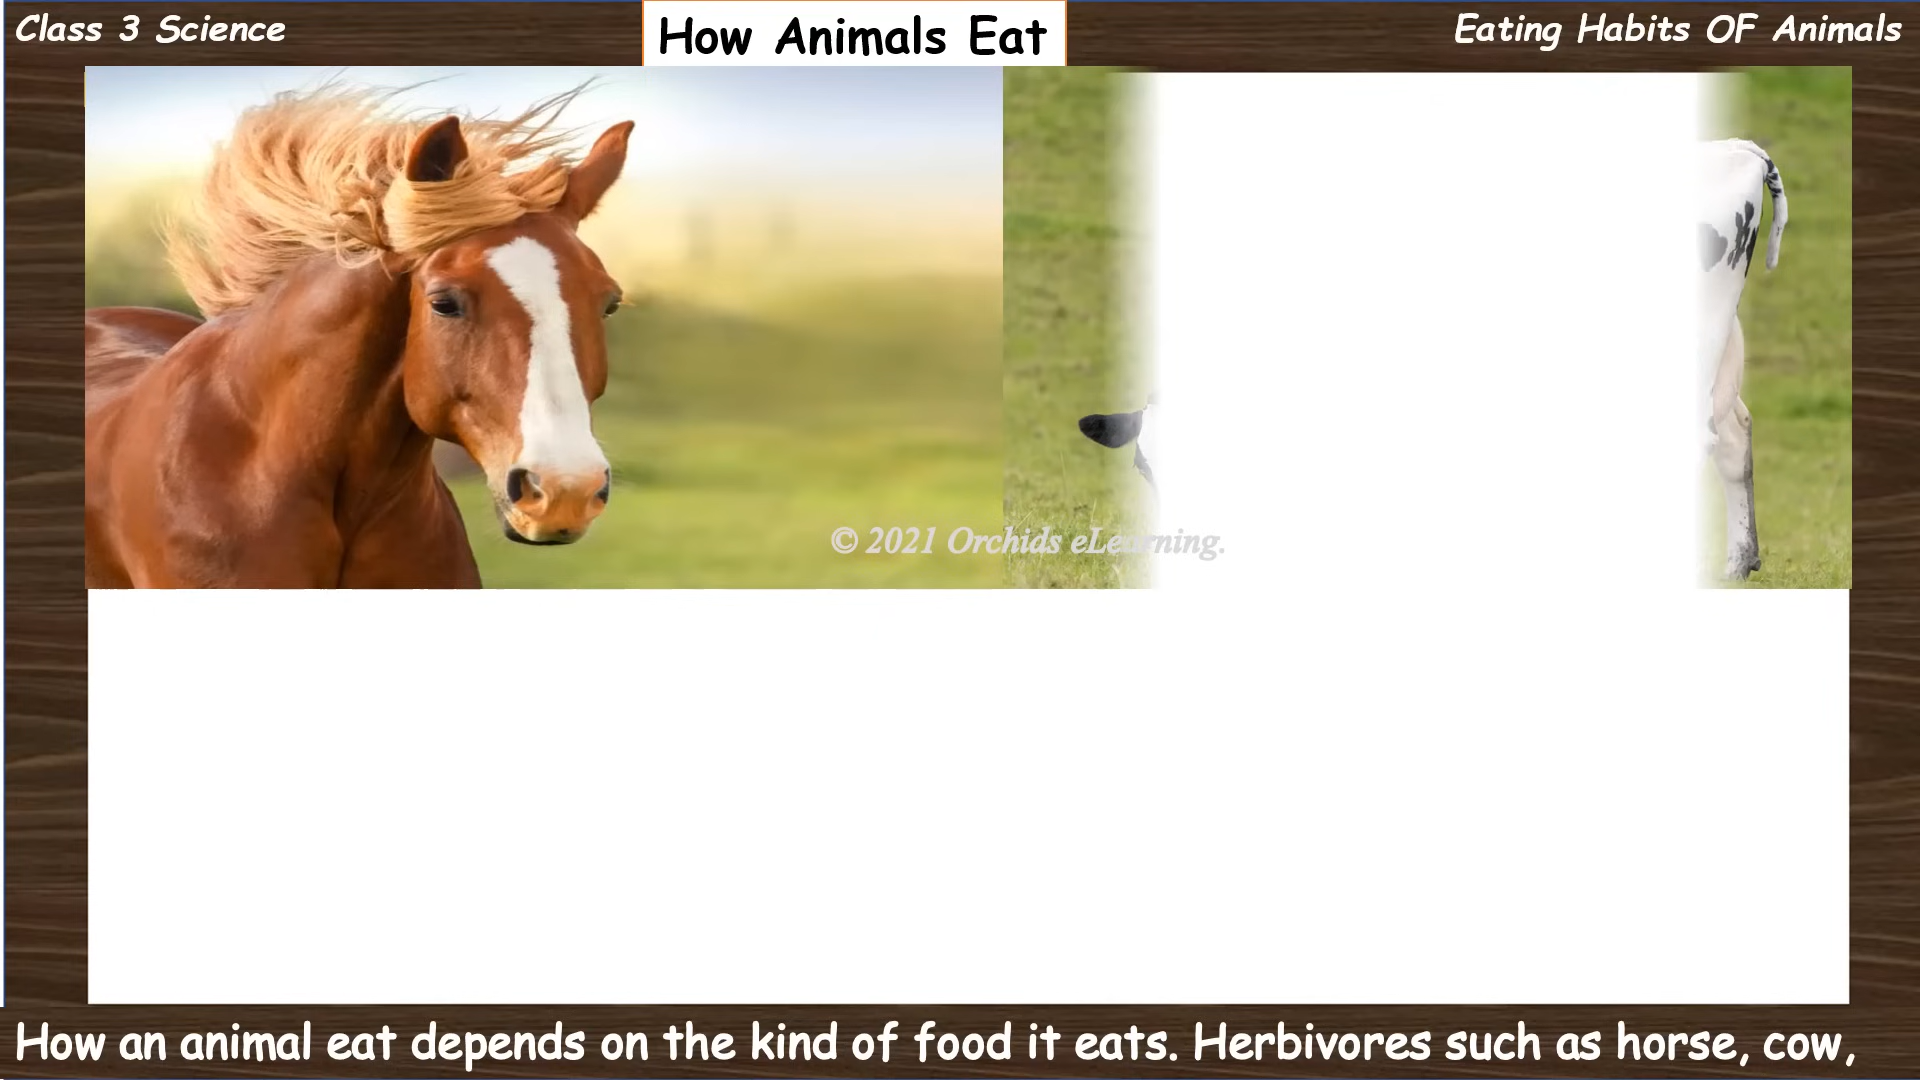 Class 3 Science
How Animals Eat
Eating Habits OF Animals
© 2021 Orchids eLearning.
How an animal eat depends on the kind of food it eats. Herbivores such as horse, cow,